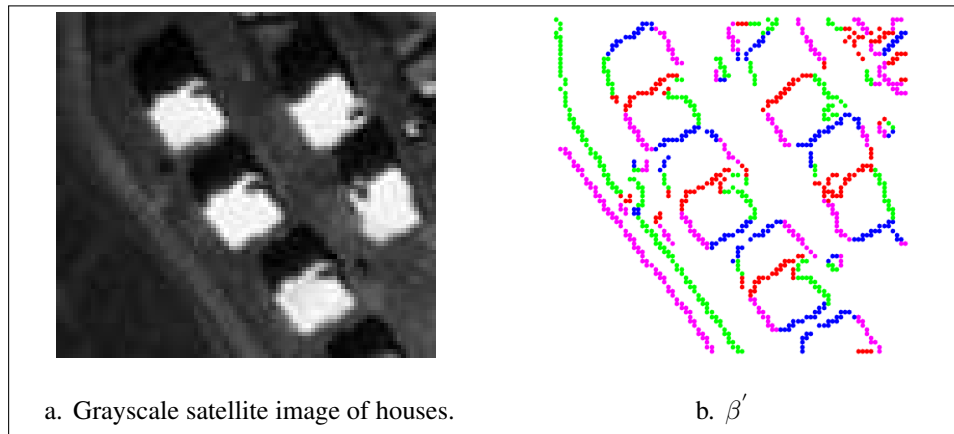 a. Grayscale satellite image of houses.
b. β′